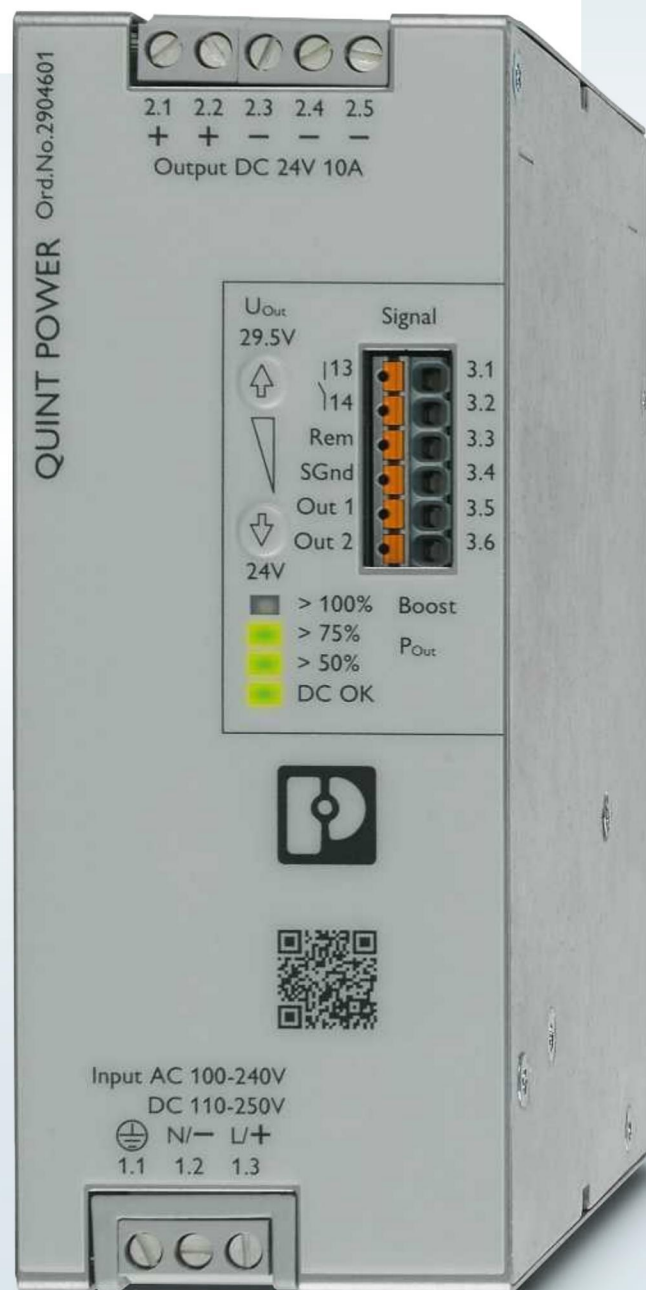 Ord.No.2904601
QUINT POWER
2.1 2.2 2.3 2.4 2.5
+ + − − −
Output DC 24V 10A
UOut
29.5V
Signal
13 3.1
14 3.2
Rem 3.3
SGnd 3.4
Out 1 3.5
Out 2 3.6
24V
> 100% Boost
> 75%
> 50% POut
DC OK
Input AC 100-240V
DC 110-250V
N/− L/+
1.1 1.2 1.3